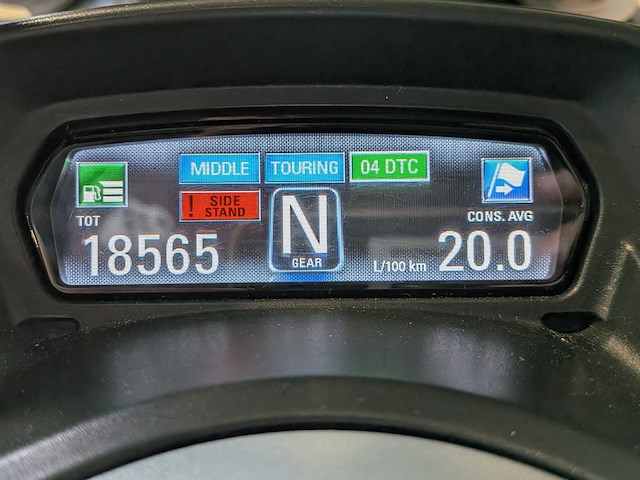 MIDDLE TOURING 04 DTC
! SIDE
STAND
TOT
18565
N
GEAR
CONS. AVG
L/100 km 20.0